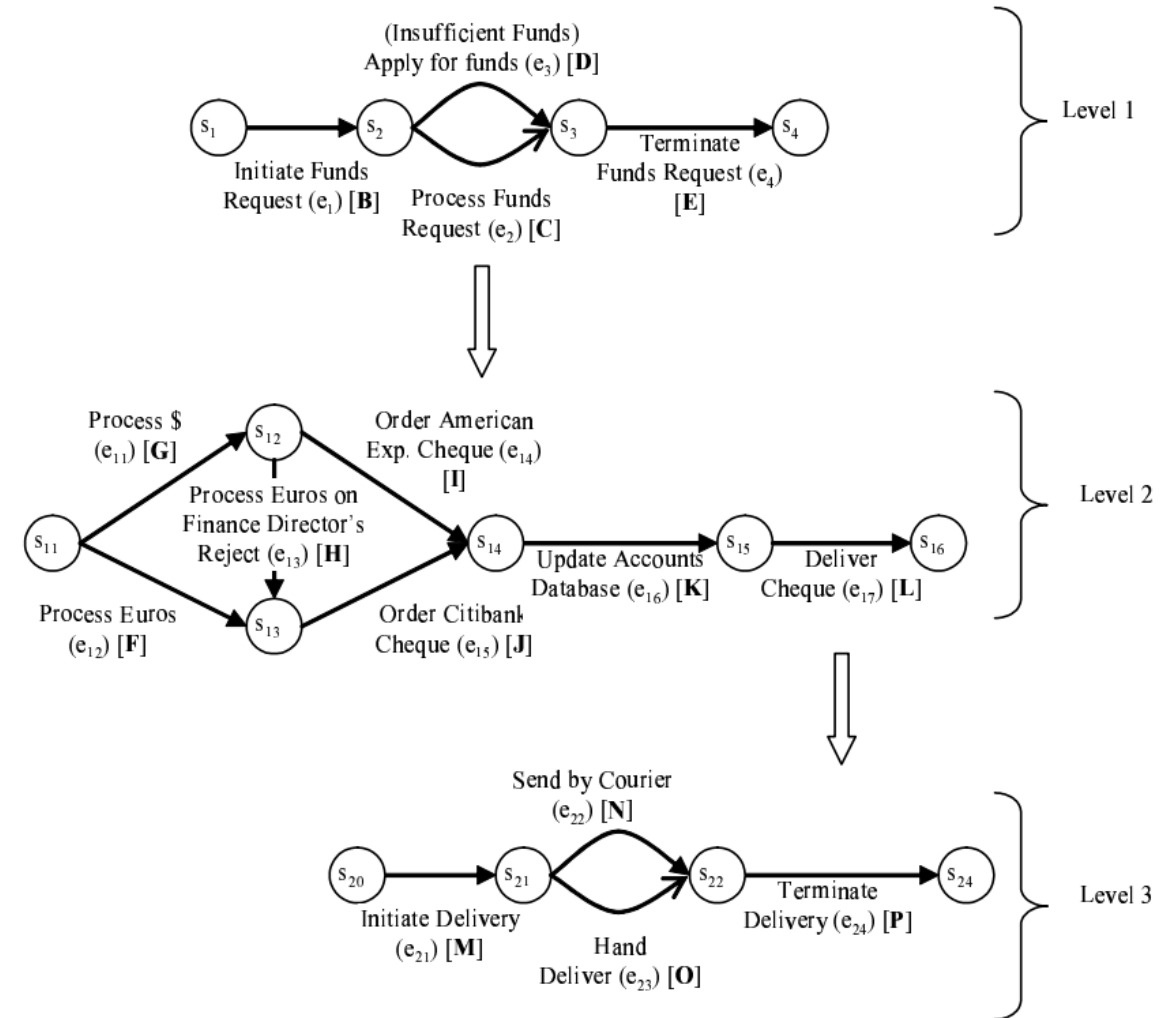 (Insufficient Funds)
Apply for funds (e₃) [D]
Level 1
s₁
s₂
s₃
s₄
Initiate Funds
Request (e₁) [B]
Terminate
Funds Request (e₄)
[E]
Process Funds
Request (e₂) [C]
Process $
(e₁₁) [G]
s₁₂
Order American
Exp. Cheque (e₁₄)
[I]
Level 2
Process Euros on
Finance Director's
Reject (e₁₃) [H]
s₁₁
s₁₄
s₁₅
s₁₆
Update Accounts
Database (e₁₆) [K]
Deliver
Cheque (e₁₇) [L]
Process Euros
(e₁₂) [F]
s₁₃
Order Citibank
Cheque (e₁₅) [J]
Send by Courier
(e₂₂) [N]
s₂₀
s₂₁
s₂₂
s₂₄
Level 3
Initiate Delivery
(e₂₁) [M]
Terminate
Delivery (e₂₄) [P]
Hand
Deliver (e₂₃) [O]